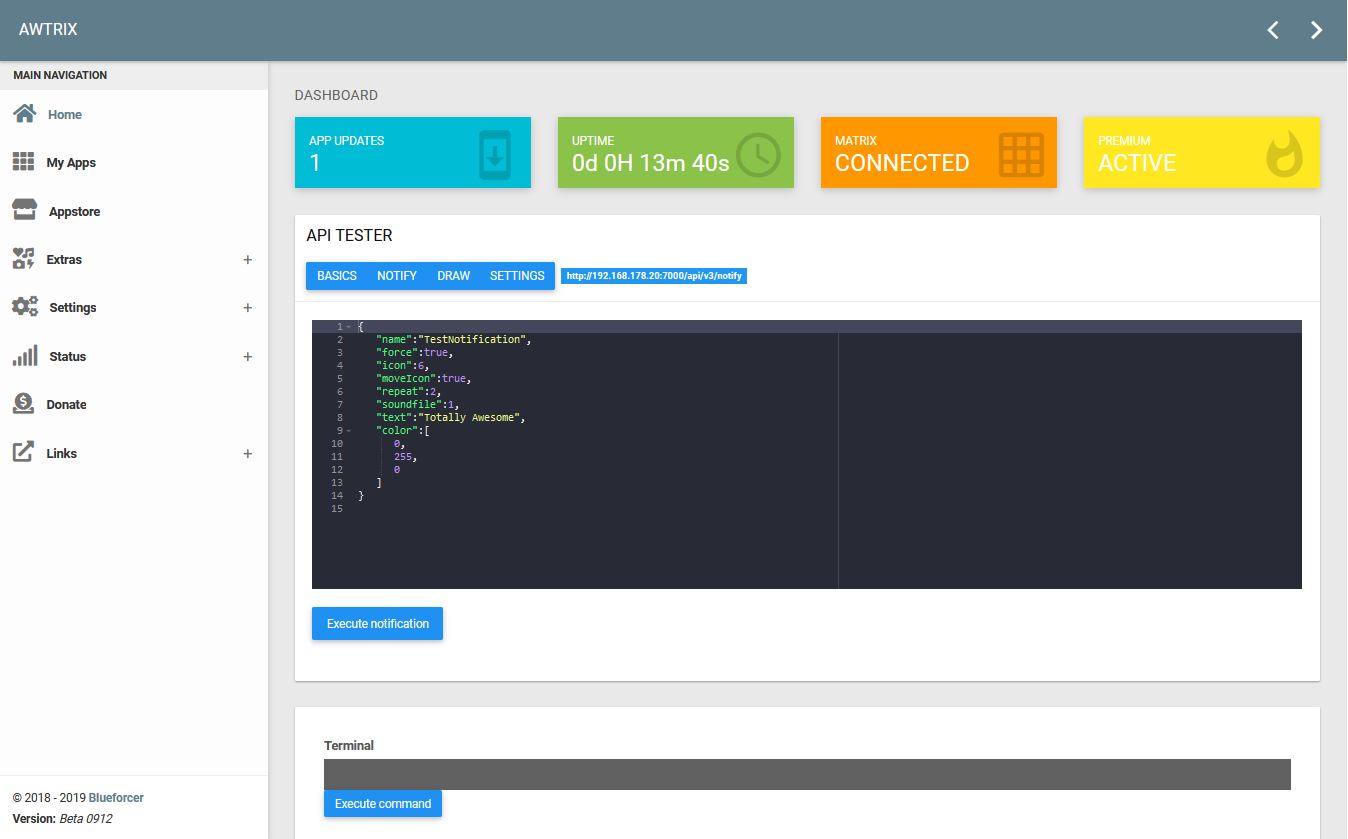 AWTRIX
MAIN NAVIGATION
Home
My Apps
Appstore
Extras +
Settings +
Status +
Donate
Links +
© 2018 - 2019 Blueforcer
Version: Beta 0912
DASHBOARD
APP UPDATES
1
UPTIME
0d 0H 13m 40s
MATRIX
CONNECTED
PREMIUM
ACTIVE
API TESTER
BASICS NOTIFY DRAW SETTINGS http://192.168.178.20:7000/api/v3/notify
1 {
2 "name":"TestNotification",
3 "force":true,
4 "icon":6,
5 "moveIcon":true,
6 "repeat":2,
7 "soundfile":1,
8 "text":"Totally Awesome",
9 "color":[
10 0,
11 255,
12 0
13 ]
14 }
15
Execute notification
Terminal
Execute command